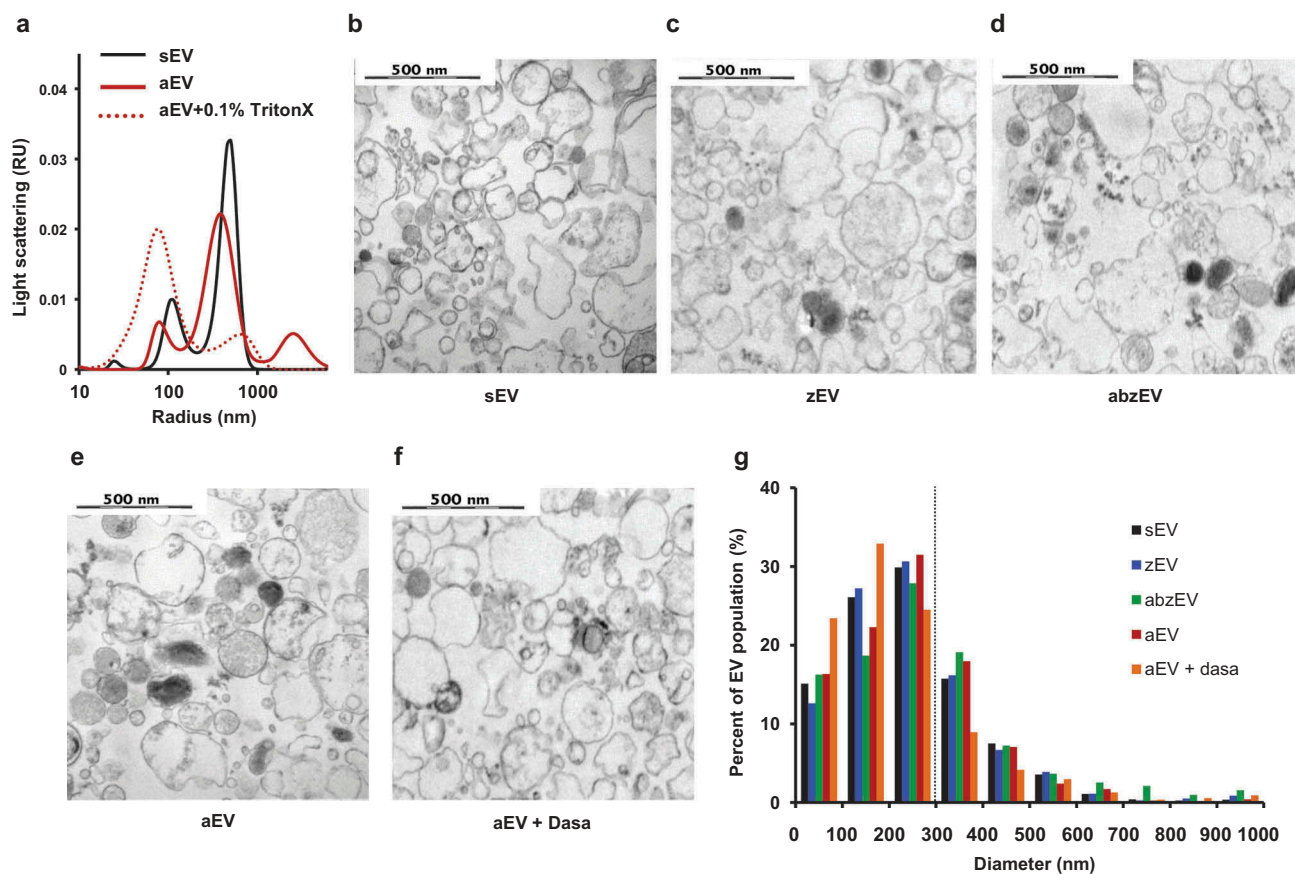 a
sEV
aEV
aEV+0.1% TritonX
Light scattering (RU)
0.04
0.03
0.02
0.01
0
10
100
1000
Radius (nm)
b
500 nm
sEV
c
500 nm
zEV
d
500 nm
abzEV
e
500 nm
aEV
f
500 nm
aEV + Dasa
g
Percent of EV population (%)
40
30
20
10
0
sEV
zEV
abzEV
aEV
aEV + dasa
0 100 200 300 400 500 600 700 800 900 1000
Diameter (nm)